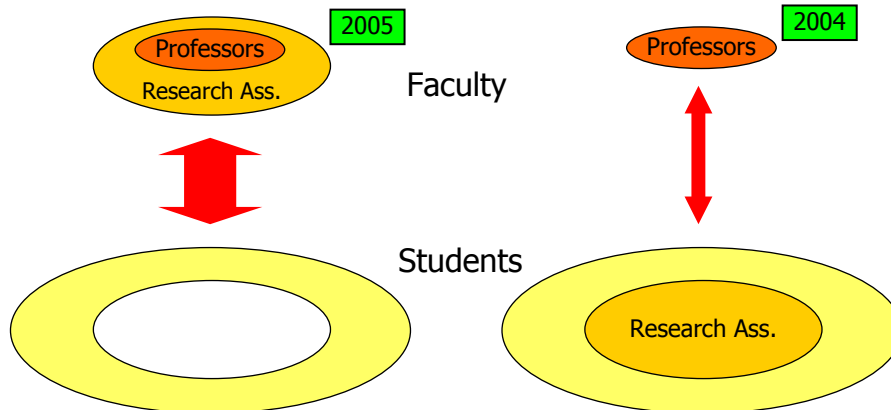 2005
Professors
Research Ass.
Faculty
2004
Professors
Students
Research Ass.